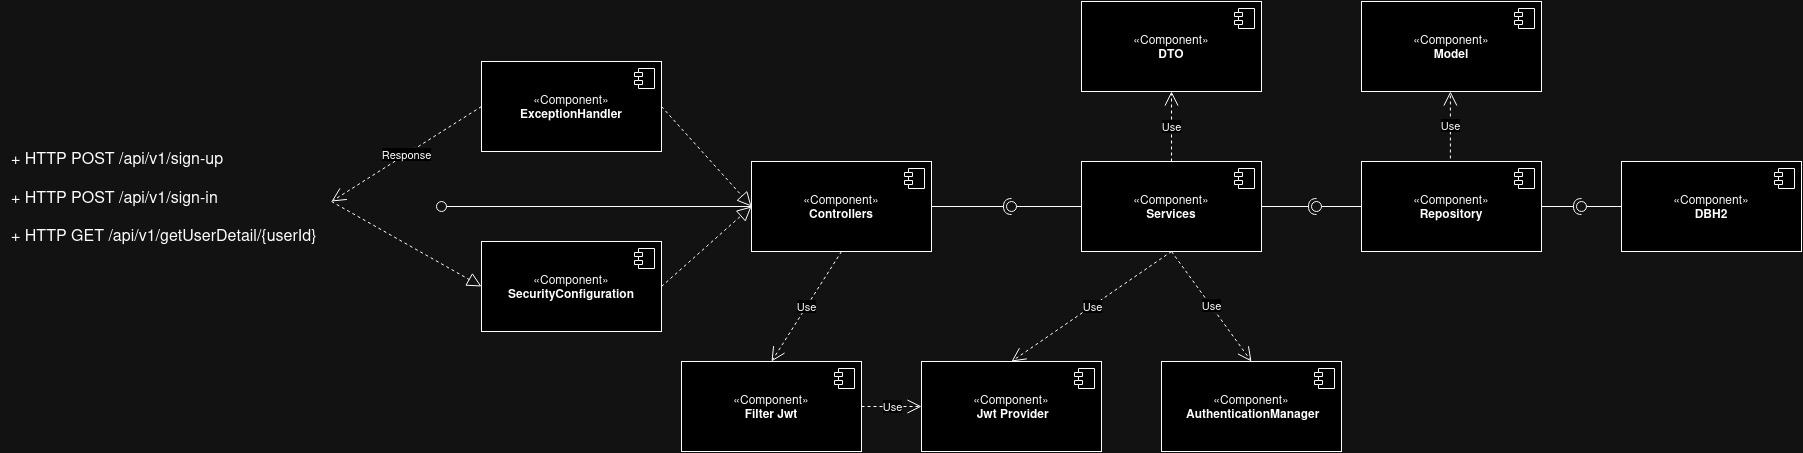 + HTTP POST /api/v1/sign-up
+ HTTP POST /api/v1/sign-in
+ HTTP GET /api/v1/getUserDetail/{userId}
Response
«Component»
ExceptionHandler
«Component»
SecurityConfiguration
«Component»
Controllers
«Component»
DTO
Use
«Component»
Services
«Component»
Model
Use
«Component»
Repository
«Component»
DBH2
Use
Use
Use
«Component»
Filter Jwt
Use
«Component»
Jwt Provider
«Component»
AuthenticationManager